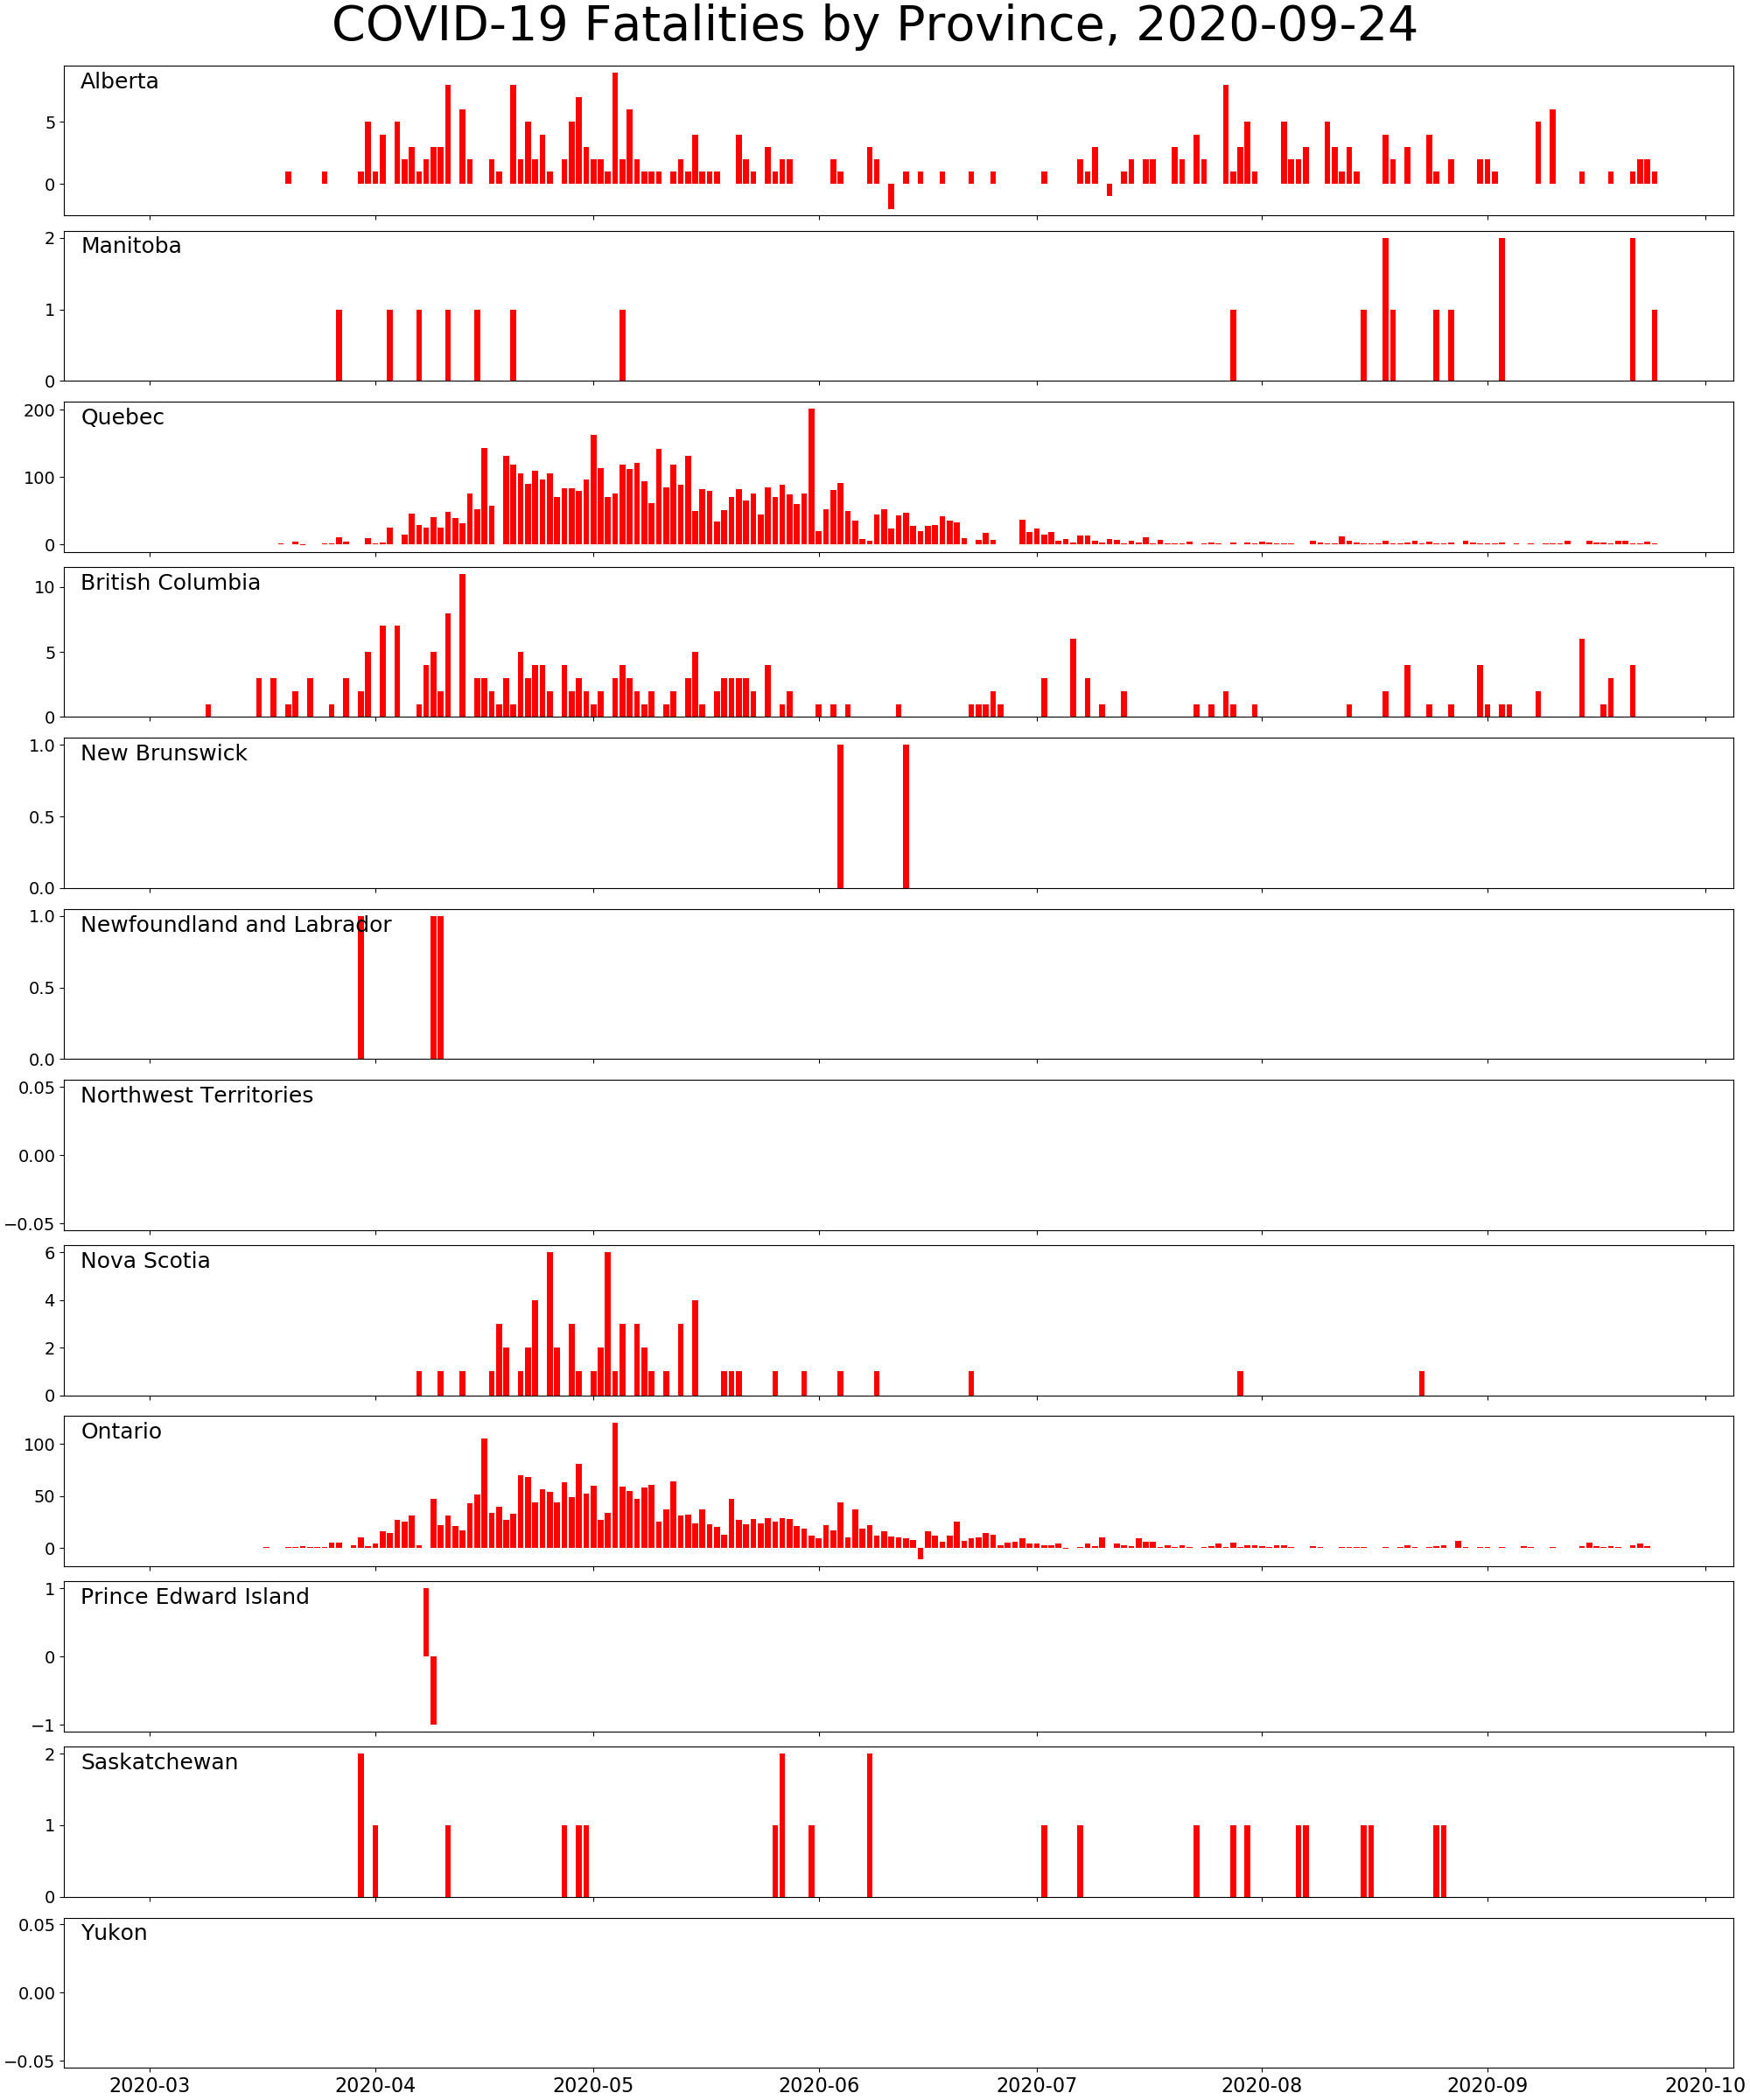 COVID-19 Fatalities by Province, 2020-09-24
Alberta
5
0
Manitoba
2
1
0
Quebec
200
100
0
British Columbia
10
5
0
New Brunswick
1.0
0.5
0.0
Newfoundland and Labrador
1.0
0.5
0.0
Northwest Territories
0.05
0.00
−0.05
Nova Scotia
6
4
2
0
Ontario
100
50
0
Prince Edward Island
1
0
−1
Saskatchewan
2
1
0
Yukon
0.05
0.00
−0.05
2020-03 2020-04 2020-05 2020-06 2020-07 2020-08 2020-09 2020-10